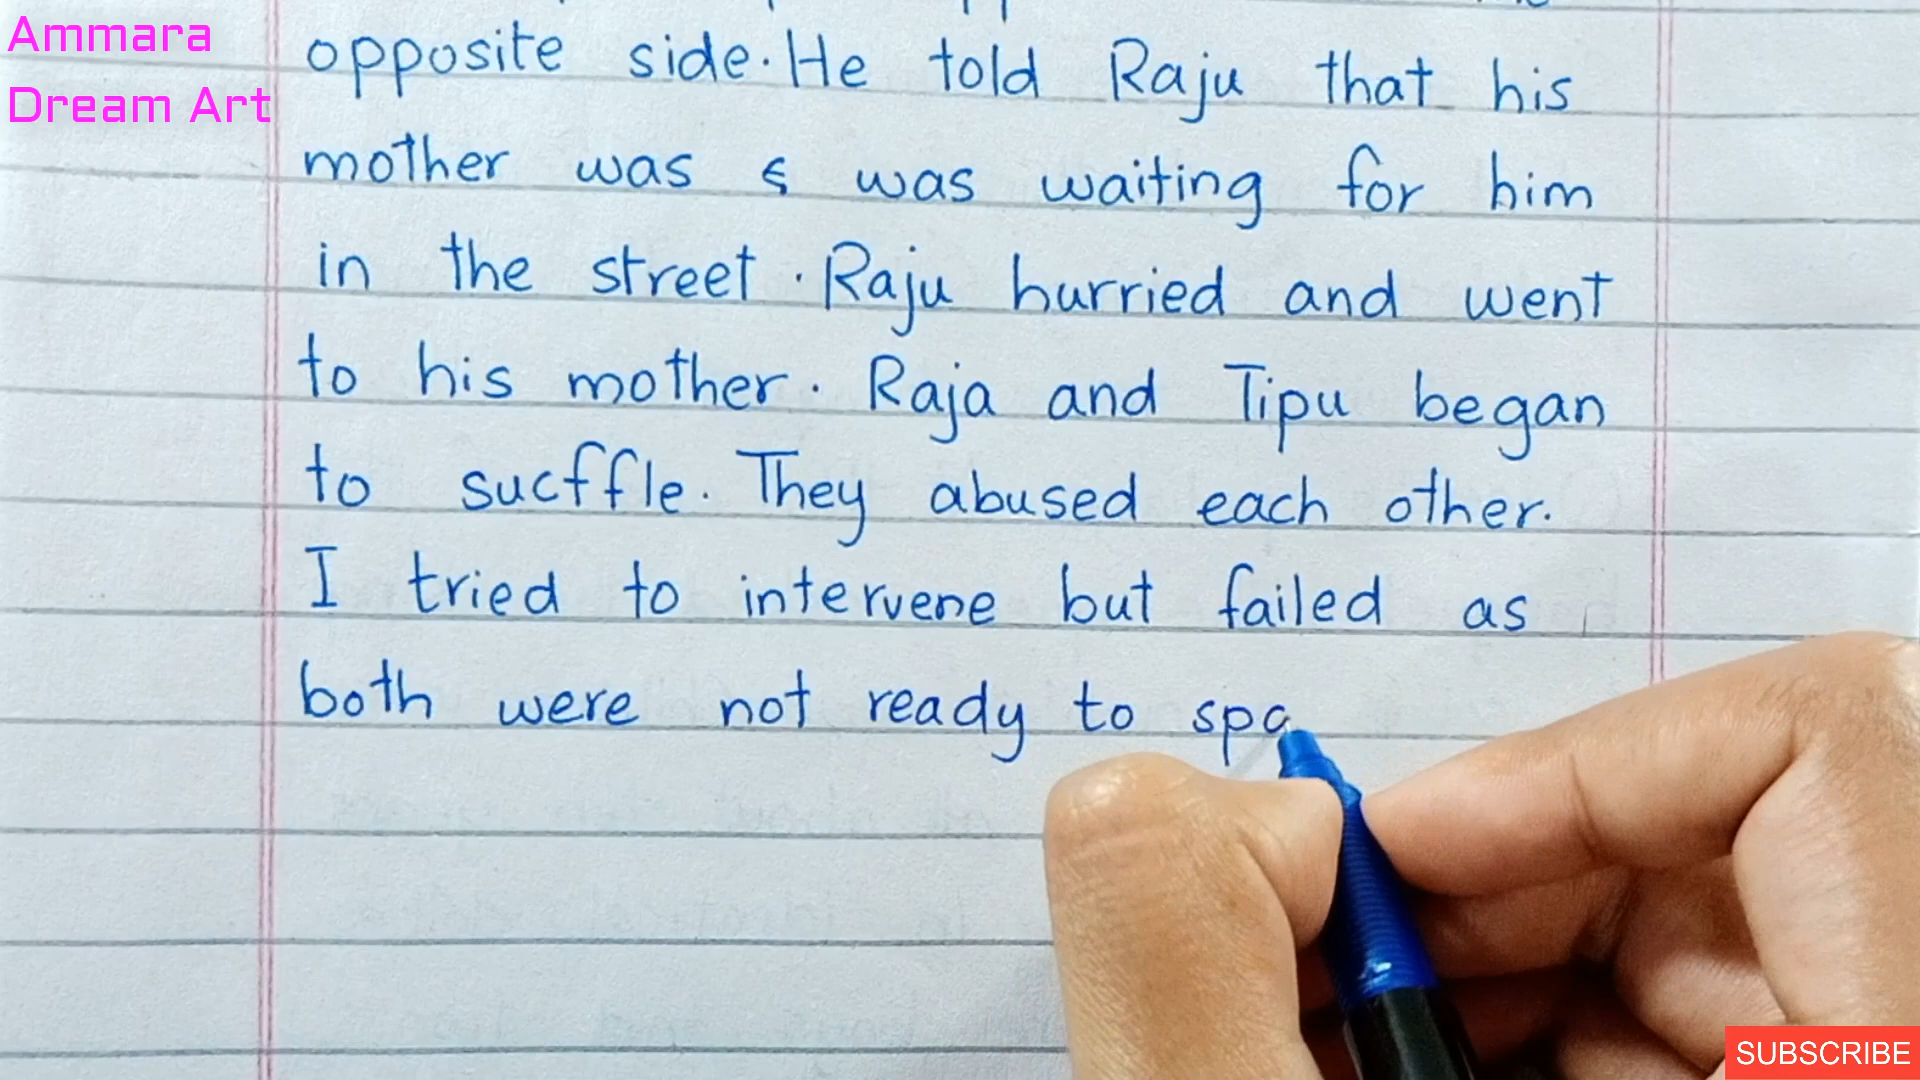 Ammara
Dream Art
opposite side. He told Raju that his
mother was s was waiting for him
in the street. Raju hurried and went
to his mother. Raja and Tipu began
to sucffle. They abused each other.
I tried to intervene but failed as
both were not ready to spa
SUBSCRIBE